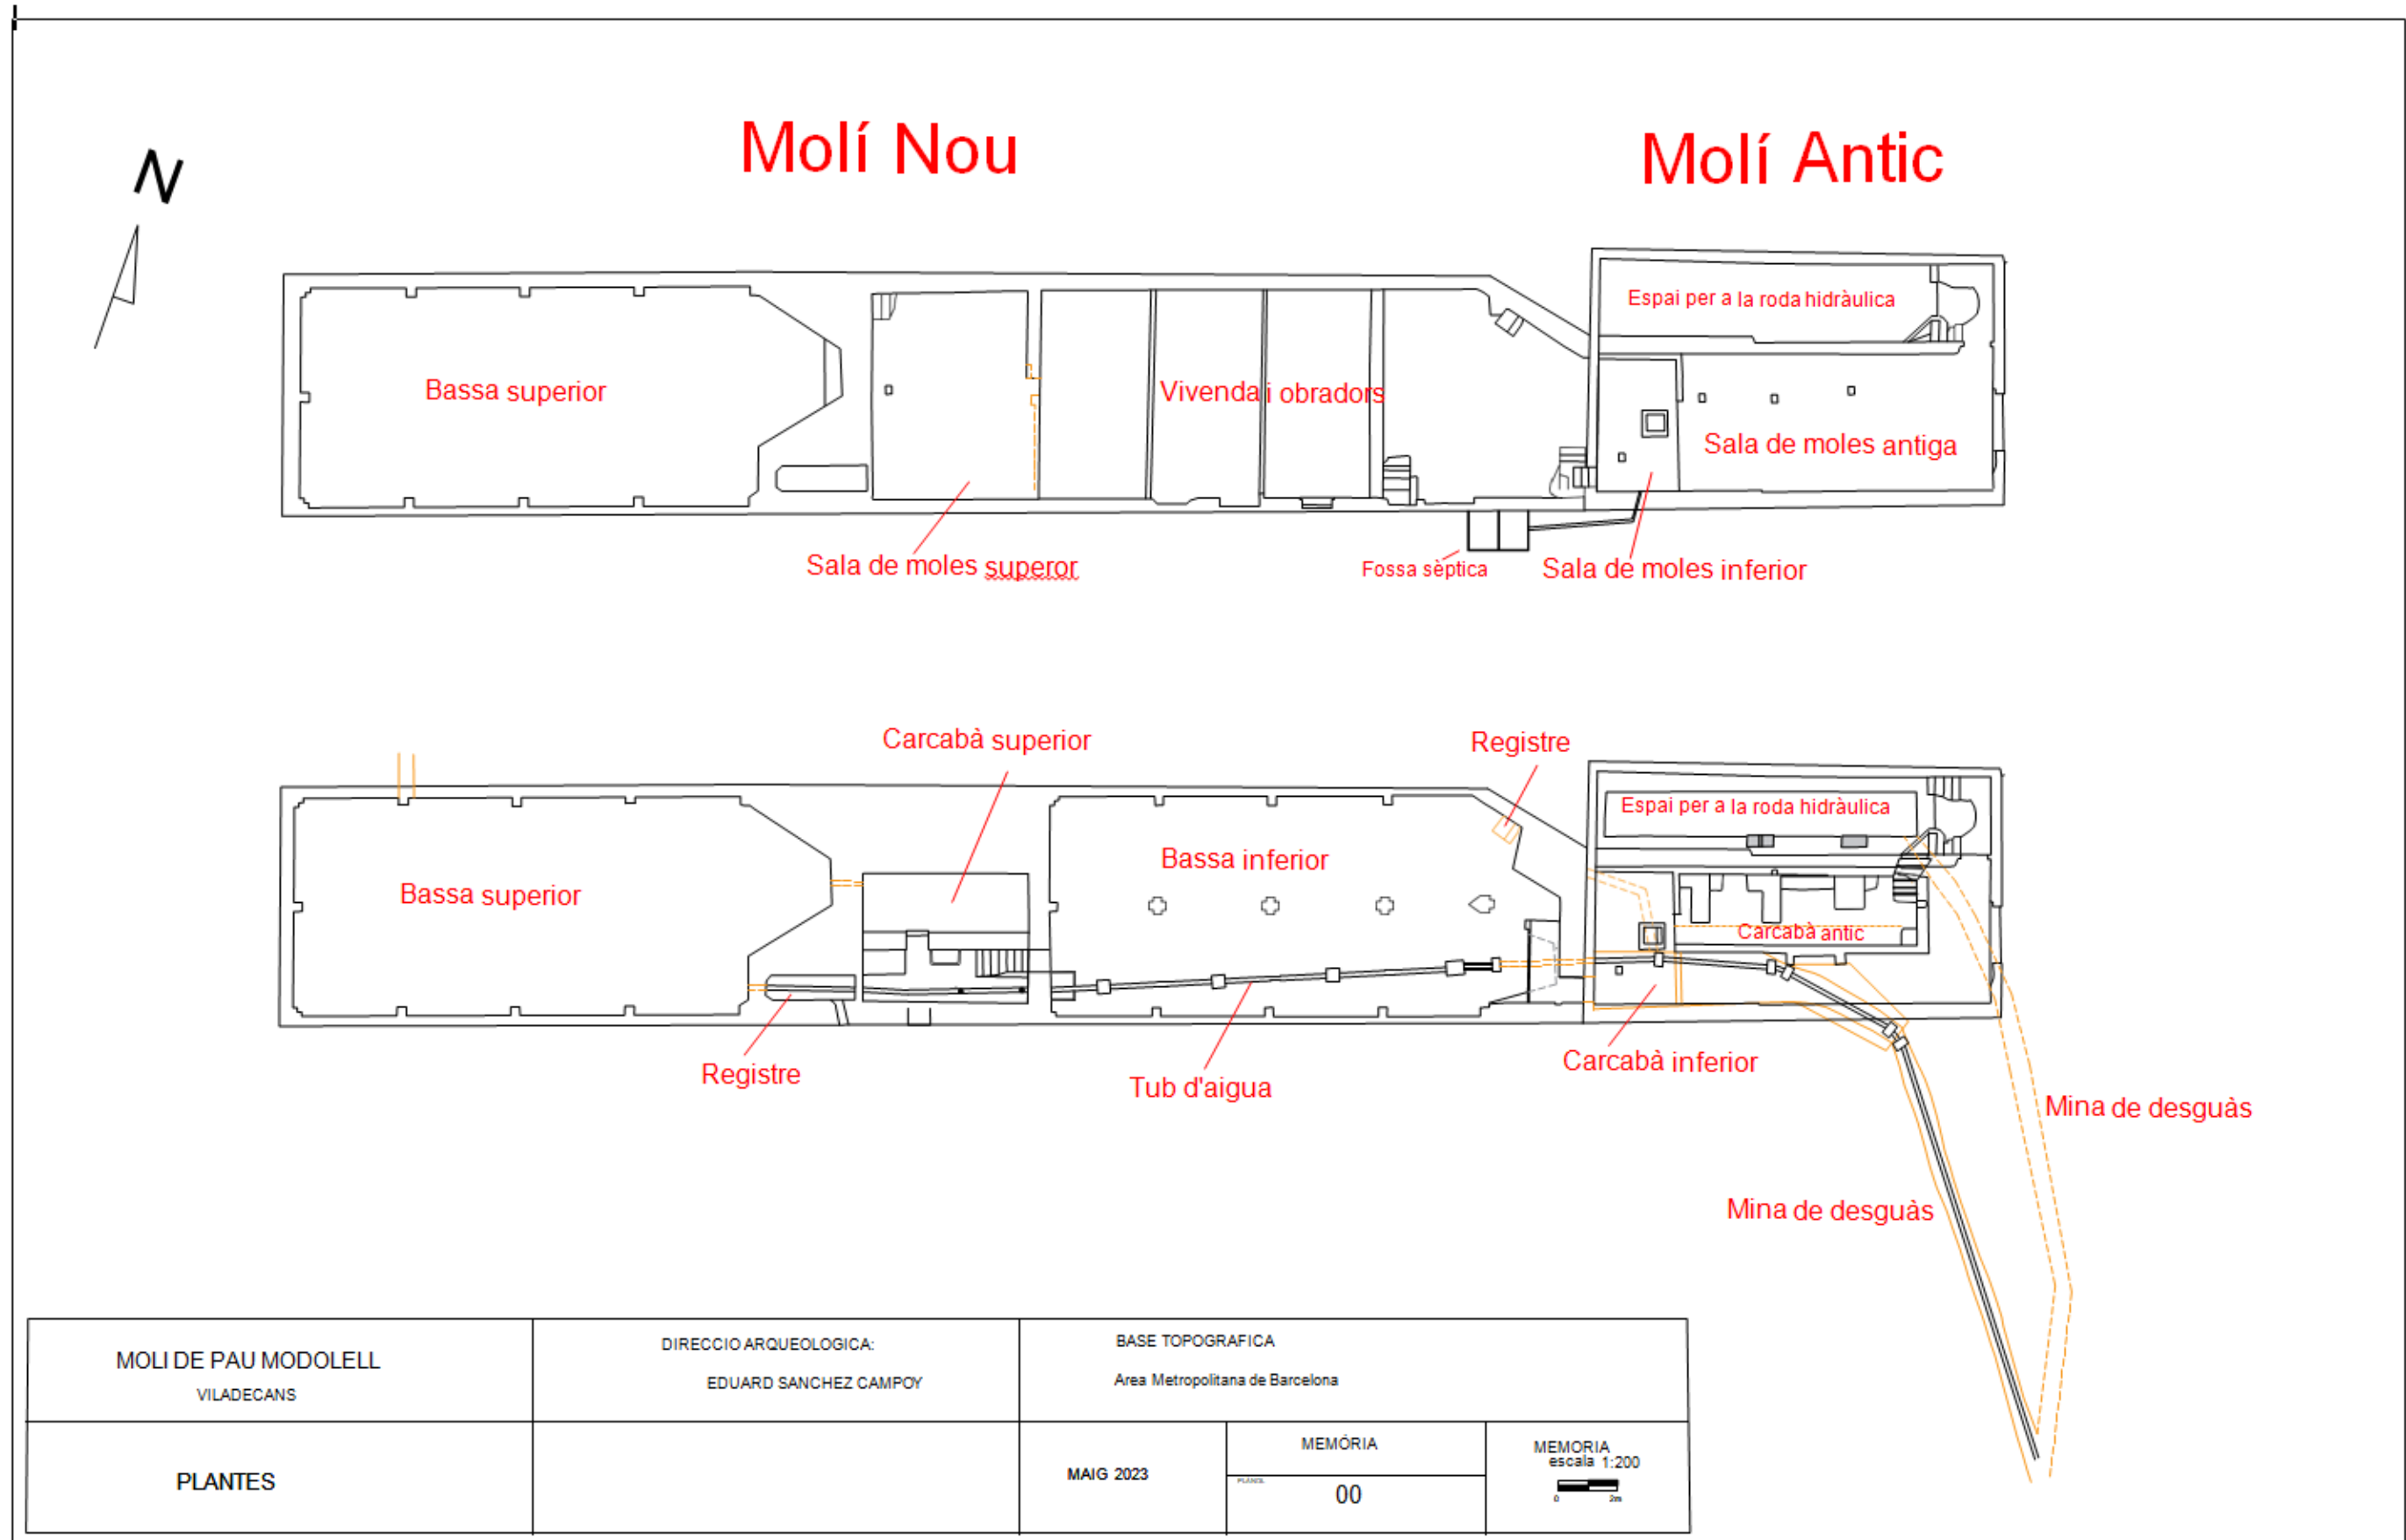 Molí Nou
Molí Antic
N
Espai per a la roda hidràulica
Bassa superior
Vivenda i obradors
Sala de moles antiga
Sala de moles superor
Fossa sèptica
Sala de moles inferior
Carcabà superior
Registre
Espai per a la roda hidràulica
Bassa inferior
Bassa superior
Carcabà antic
Registre
Tub d'aigua
Carcabà inferior
Mina de desguàs
Mina de desguàs
MOLI DE PAU MODOLELL
VILADECANS
DIRECCIO ARQUEOLOGICA:
EDUARD SANCHEZ CAMPOY
BASE TOPOGRAFICA
Area Metropolitana de Barcelona
PLANTES
MAIG 2023
MEMÓRIA
00
MEMORIA
escala 1:200
0 2m